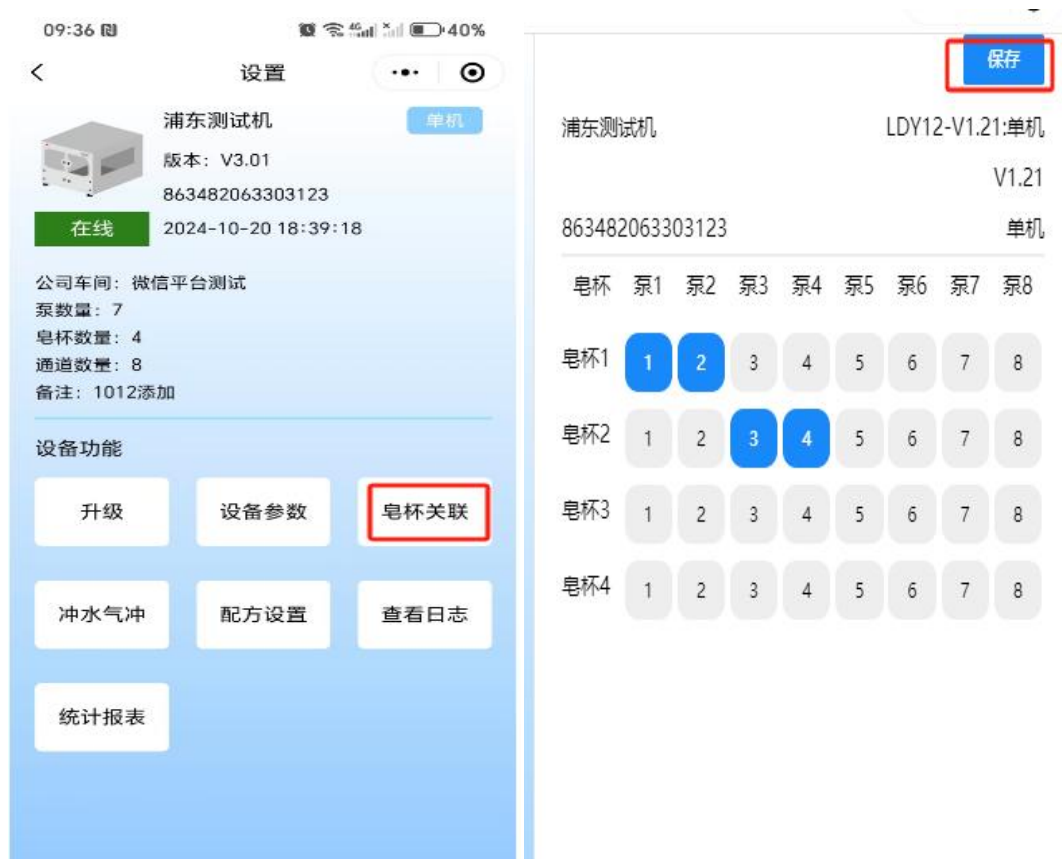 09:36
4G
40%
设置
浦东测试机
单机
版本：V3.01
863482063303123
在线
2024-10-20 18:39:18
公司车间：微信平台测试
泵数量：7
皂杯数量：4
通道数量：8
备注：1012添加
设备功能
升级
设备参数
皂杯关联
冲水气冲
配方设置
查看日志
统计报表
保存
浦东测试机 LDY12-V1.21:单机
V1.21
863482063303123 单机
皂杯 泵1 泵2 泵3 泵4 泵5 泵6 泵7 泵8
皂杯1 1 2 3 4 5 6 7 8
皂杯2 1 2 3 4 5 6 7 8
皂杯3 1 2 3 4 5 6 7 8
皂杯4 1 2 3 4 5 6 7 8